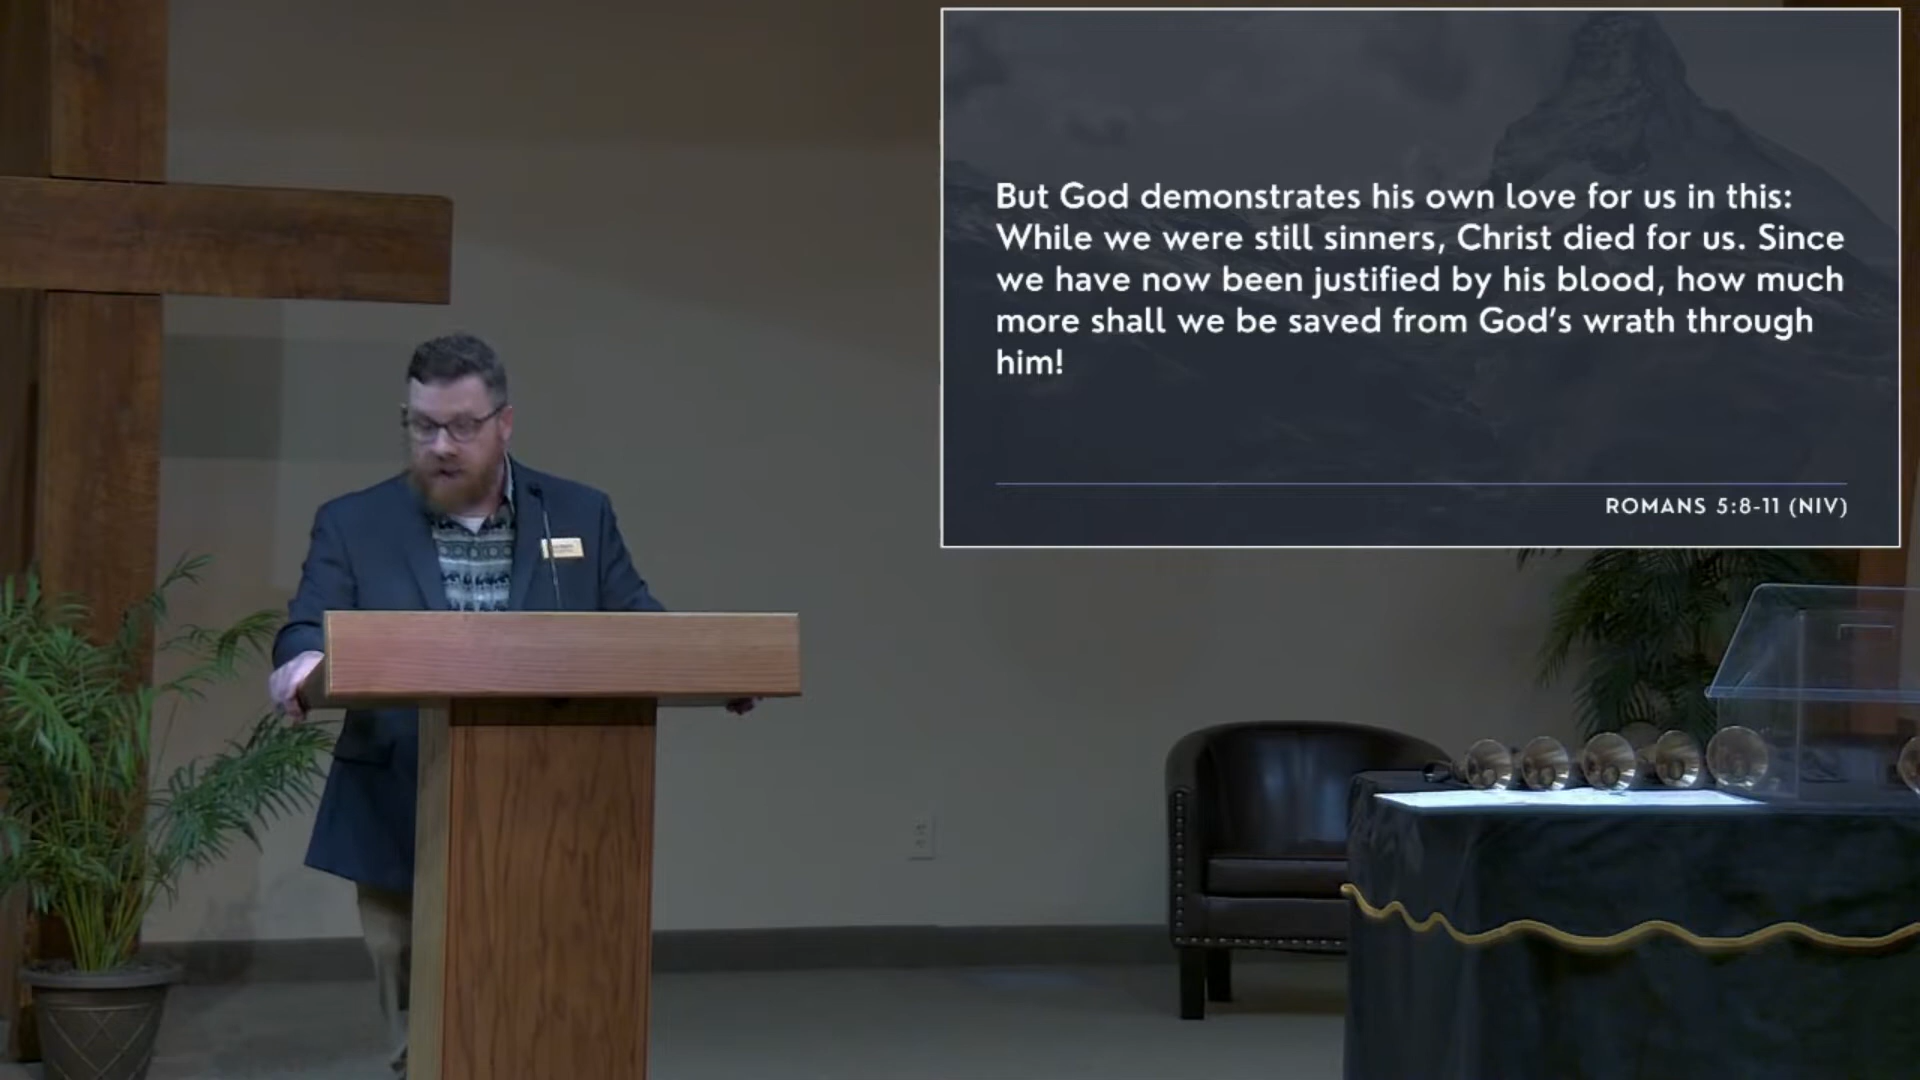 But God demonstrates his own love for us in this:
While we were still sinners, Christ died for us. Since
we have now been justified by his blood, how much
more shall we be saved from God's wrath through
him!
ROMANS 5:8-11 (NIV)